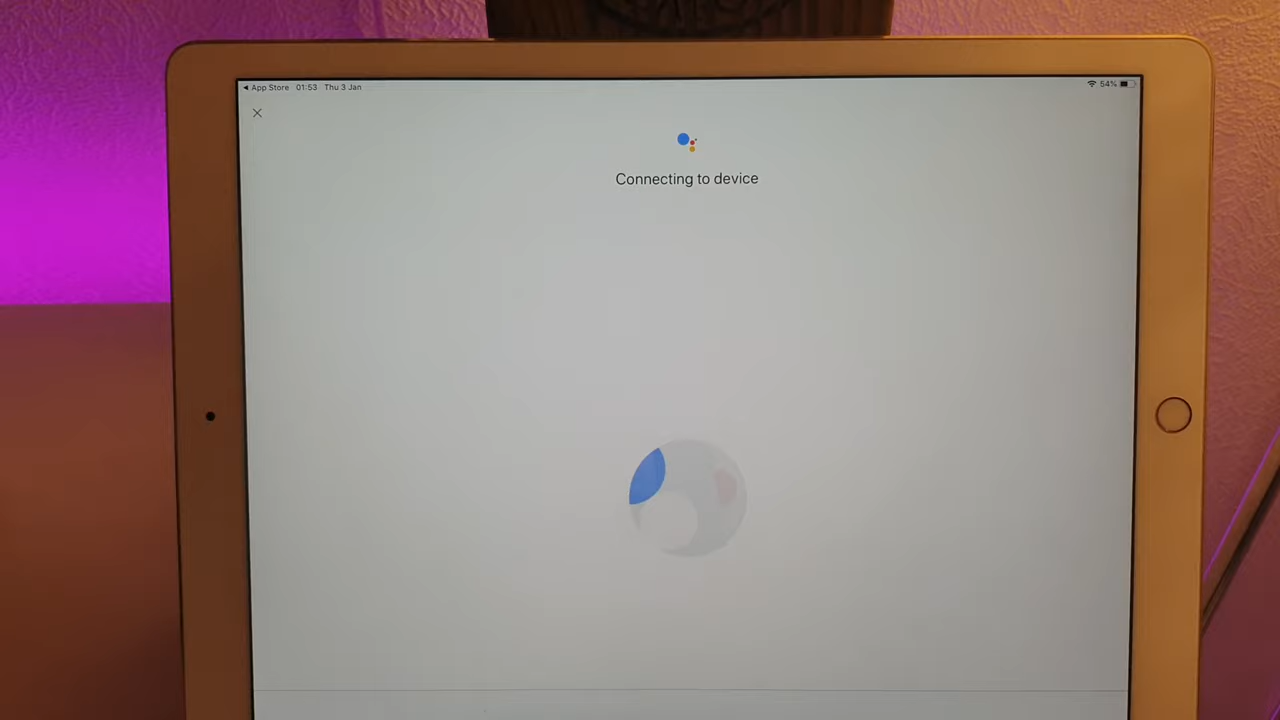 ◀ App Store 01:53 Thu 3 Jan 54%
Connecting to device